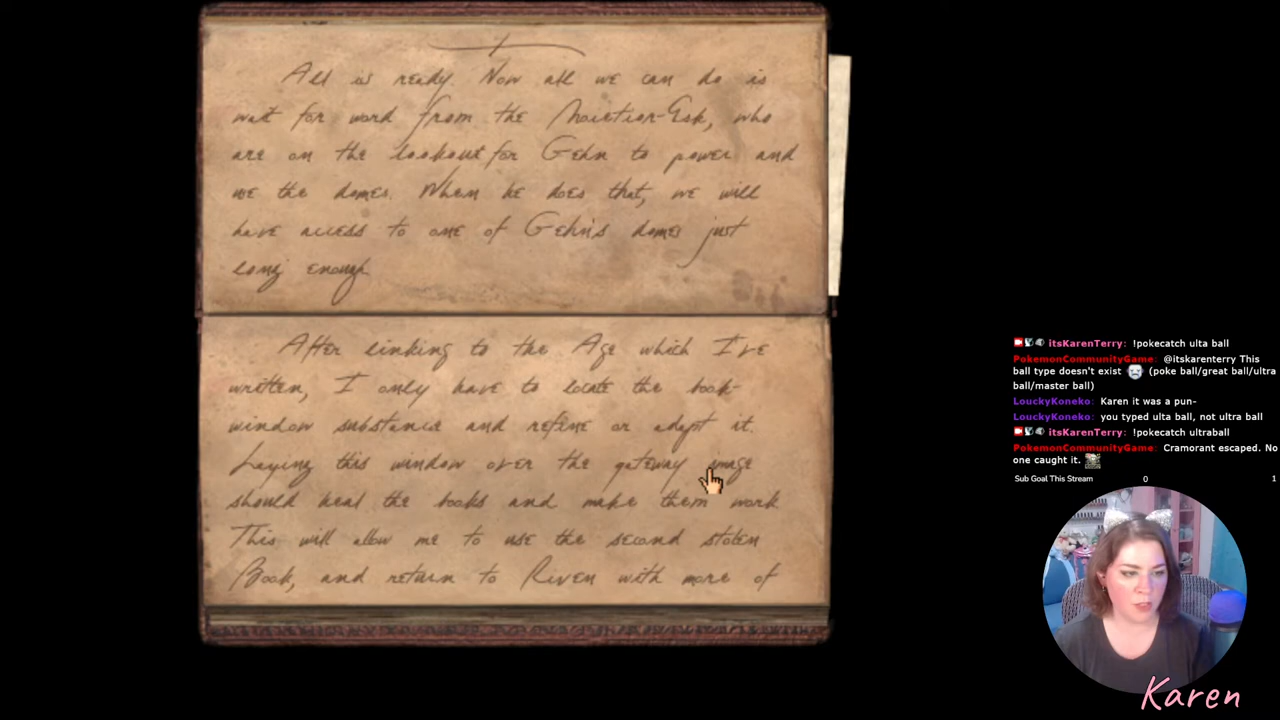 All is ready. Now all we can do is
wait for word from the Moiety, who
are on the lookout for Gehn to power and
use the domes. When he does that, we will
have access to one of Gehn's domes just
long enough
After linking to the Age which I've
written, I only have to locate the book-
window substance and refine or adapt it.
Laying this window over the gateway image
should heal the books and make them work
This will allow me to use the second stolen
Book, and return to Riven with more of
itsKarenTerry: !pokecatch ulta ball
PokemonCommunityGame: @itskarenterry This
ball type doesn't exist (poke ball/great ball/ultra
ball/master ball)
LouckyKoneko: Karen it was a pun-
LouckyKoneko: you typed ulta ball, not ultra ball
itsKarenTerry: !pokecatch ultraball
PokemonCommunityGame: Cramorant escaped. No
one caught it.
Sub Goal This Stream 0 1
Karen